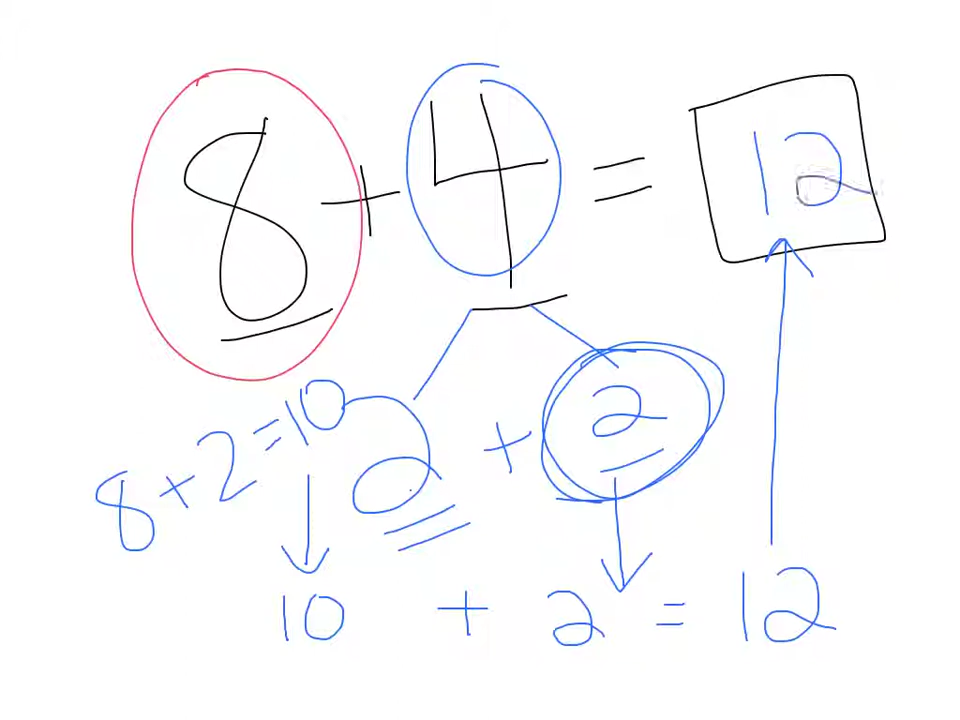 8 + 4 = 12
8 + 2 = 10
2 + 2
10 + 2 = 12